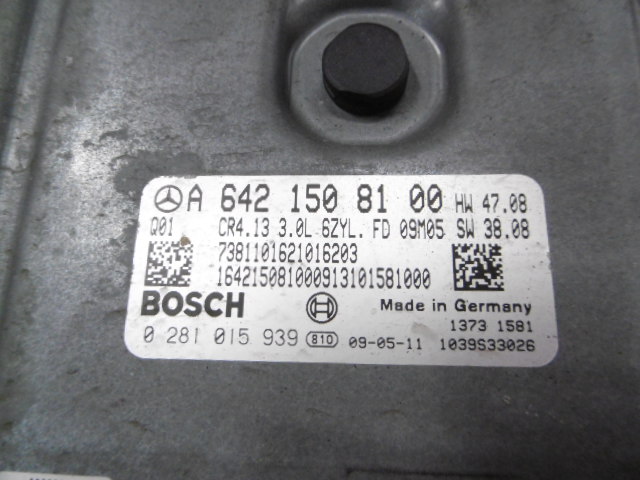 A 642 150 81 00 HW 47.08
Q01 CR4.13 3.0L 6ZYL. FD 09M05 SW 38.08
7381101621016203
164215081000913101581000
BOSCH Made in Germany
1373 1581
0 281 015 939 810 09-05-11 1039S33026